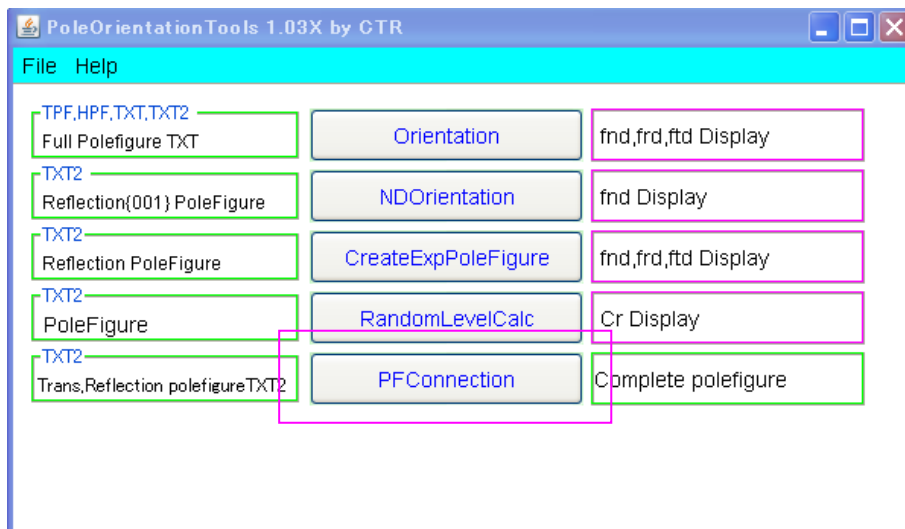 PoleOrientationTools 1.03X by CTR
File Help
TPF,HPF,TXT,TXT2
Full Polefigure TXT
Orientation
fnd,frd,ftd Display
TXT2
Reflection{001} PoleFigure
NDOrientation
fnd Display
TXT2
Reflection PoleFigure
CreateExpPoleFigure
fnd,frd,ftd Display
TXT2
PoleFigure
RandomLevelCalc
Cr Display
TXT2
Trans,Reflection polefigureTXT2
PFConnection
Complete polefigure